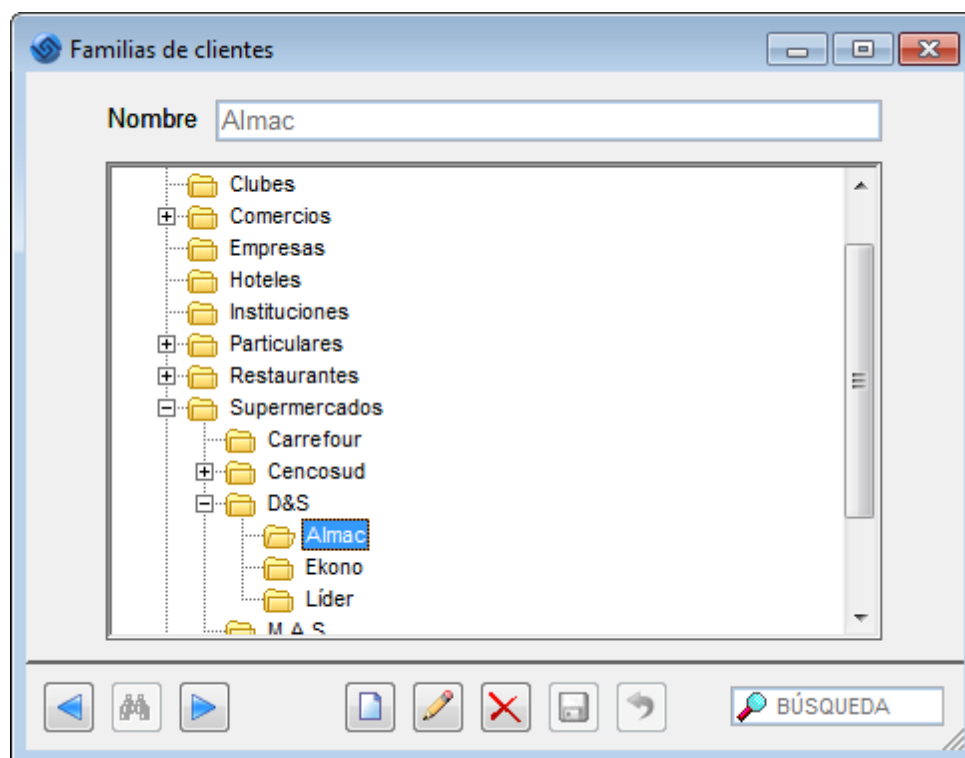 Familias de clientes
Nombre Almac
Clubes
Comercios
Empresas
Hoteles
Instituciones
Particulares
Restaurantes
Supermercados
Carrefour
Cencosud
D&S
Almac
Ekono
Líder
M.A.S
BÚSQUEDA